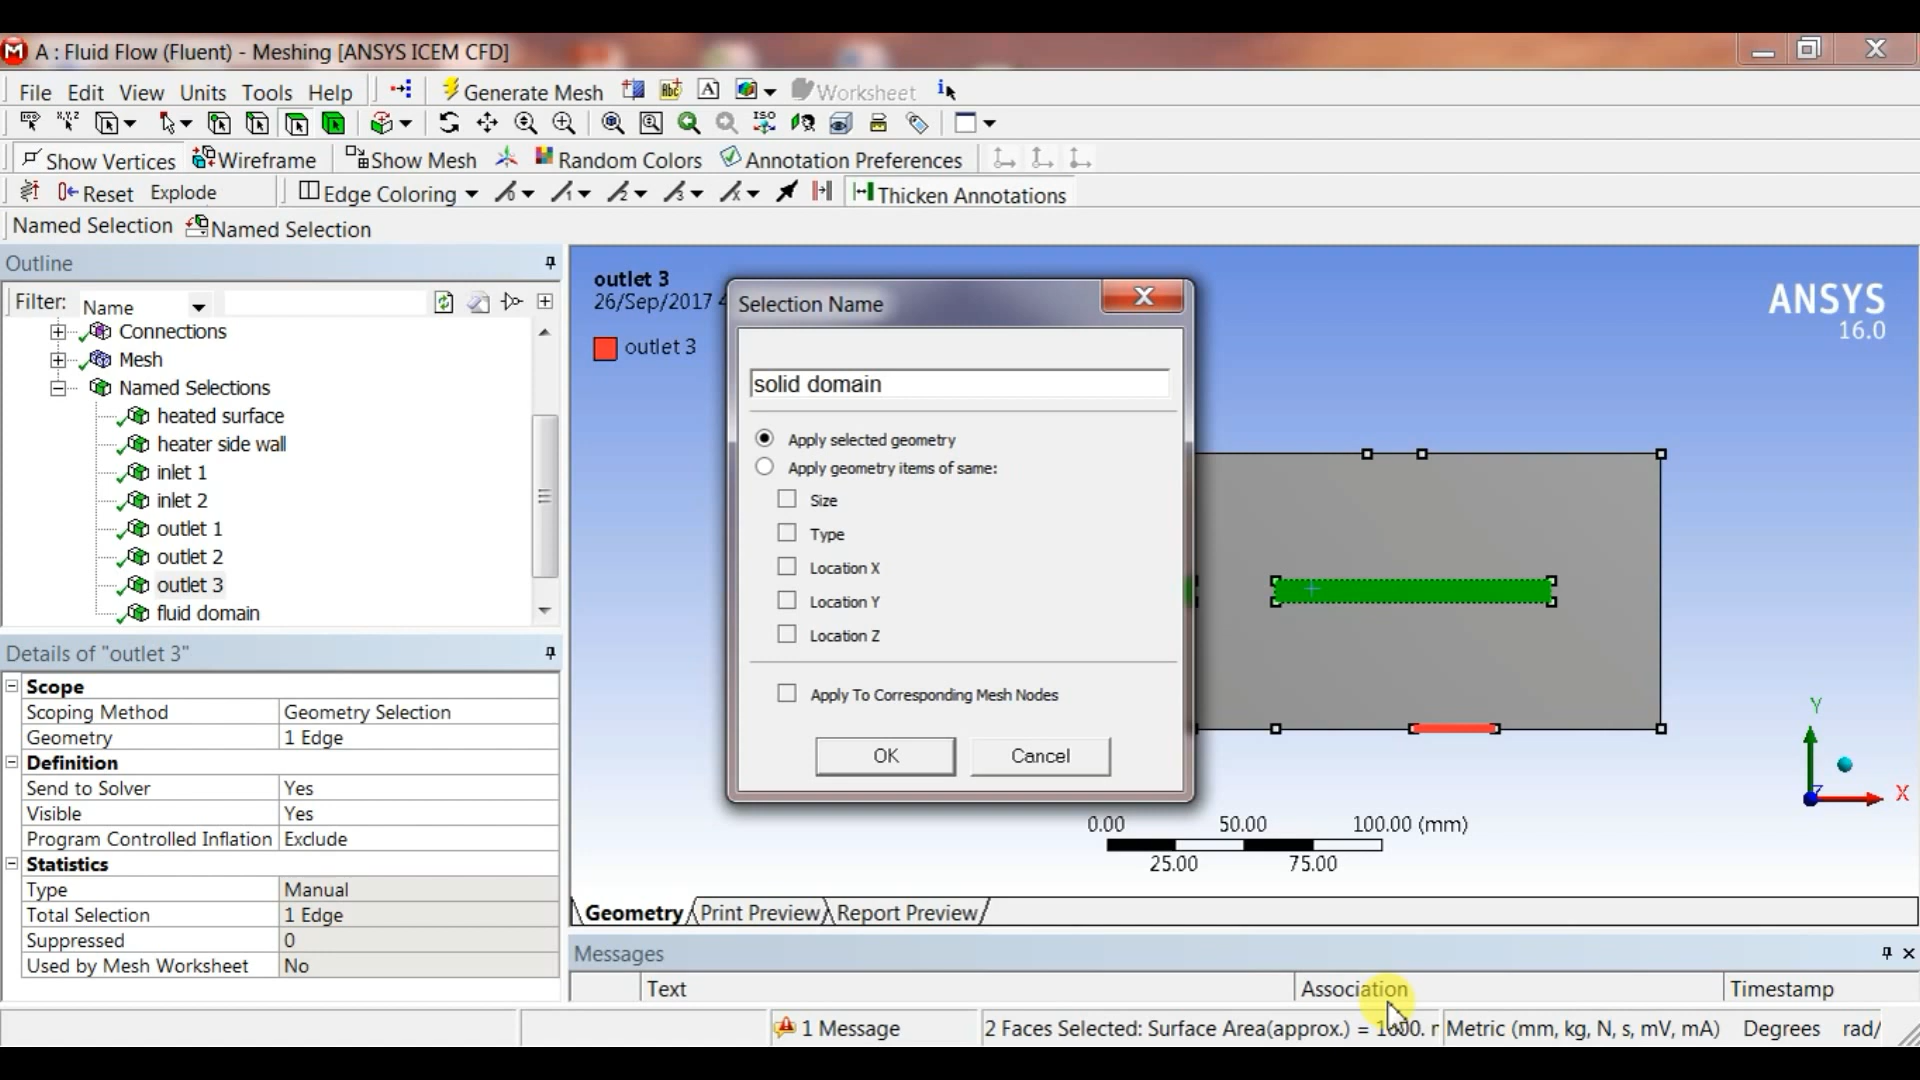 A : Fluid Flow (Fluent) - Meshing [ANSYS ICEM CFD]
File Edit View Units Tools Help Generate Mesh Worksheet
Show Vertices Wireframe Show Mesh Random Colors Annotation Preferences
Reset Explode Edge Coloring Thicken Annotations
Named Selection Named Selection
Outline
Filter: Name
Connections
Mesh
Named Selections
heated surface
heater side wall
inlet 1
inlet 2
outlet 1
outlet 2
outlet 3
fluid domain
Details of "outlet 3"
Scope
Scoping Method Geometry Selection
Geometry 1 Edge
Definition
Send to Solver Yes
Visible Yes
Program Controlled Inflation Exclude
Statistics
Type Manual
Total Selection 1 Edge
Suppressed 0
Used by Mesh Worksheet No
outlet 3
26/Sep/2017
outlet 3
ANSYS
16.0
Selection Name
solid domain
Apply selected geometry
Apply geometry items of same:
Size
Type
Location X
Location Y
Location Z
Apply To Corresponding Mesh Nodes
OK Cancel
Y
X
0.00 50.00 100.00 (mm)
25.00 75.00
Geometry Print Preview Report Preview
Messages
Text Association Timestamp
1 Message 2 Faces Selected: Surface Area(approx.) = Metric (mm, kg, N, s, mV, mA) Degrees rad/